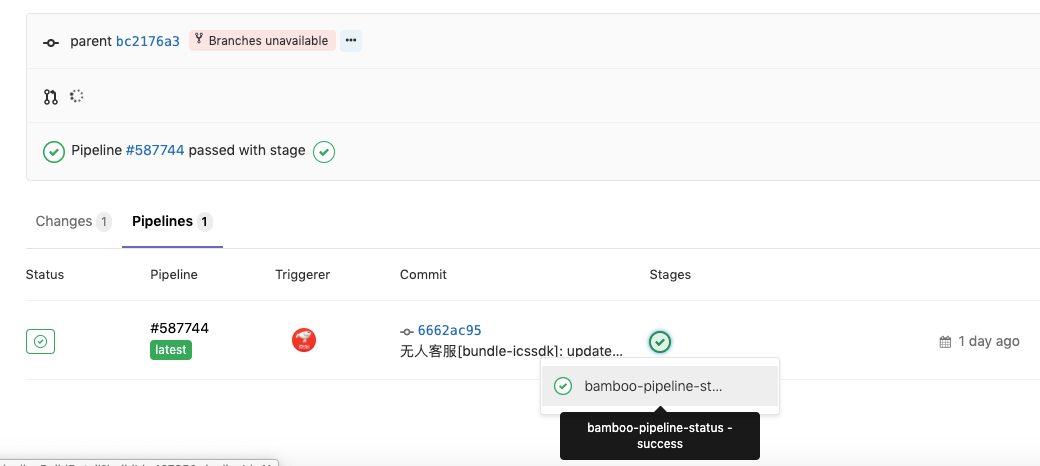 parent bc2176a3 Branches unavailable ...
Pipeline #587744 passed with stage
Changes 1 Pipelines 1
Status Pipeline Triggerer Commit Stages
#587744
latest
6662ac95
无人客服[bundle-icssdk]: update...
1 day ago
bamboo-pipeline-st...
bamboo-pipeline-status -
success